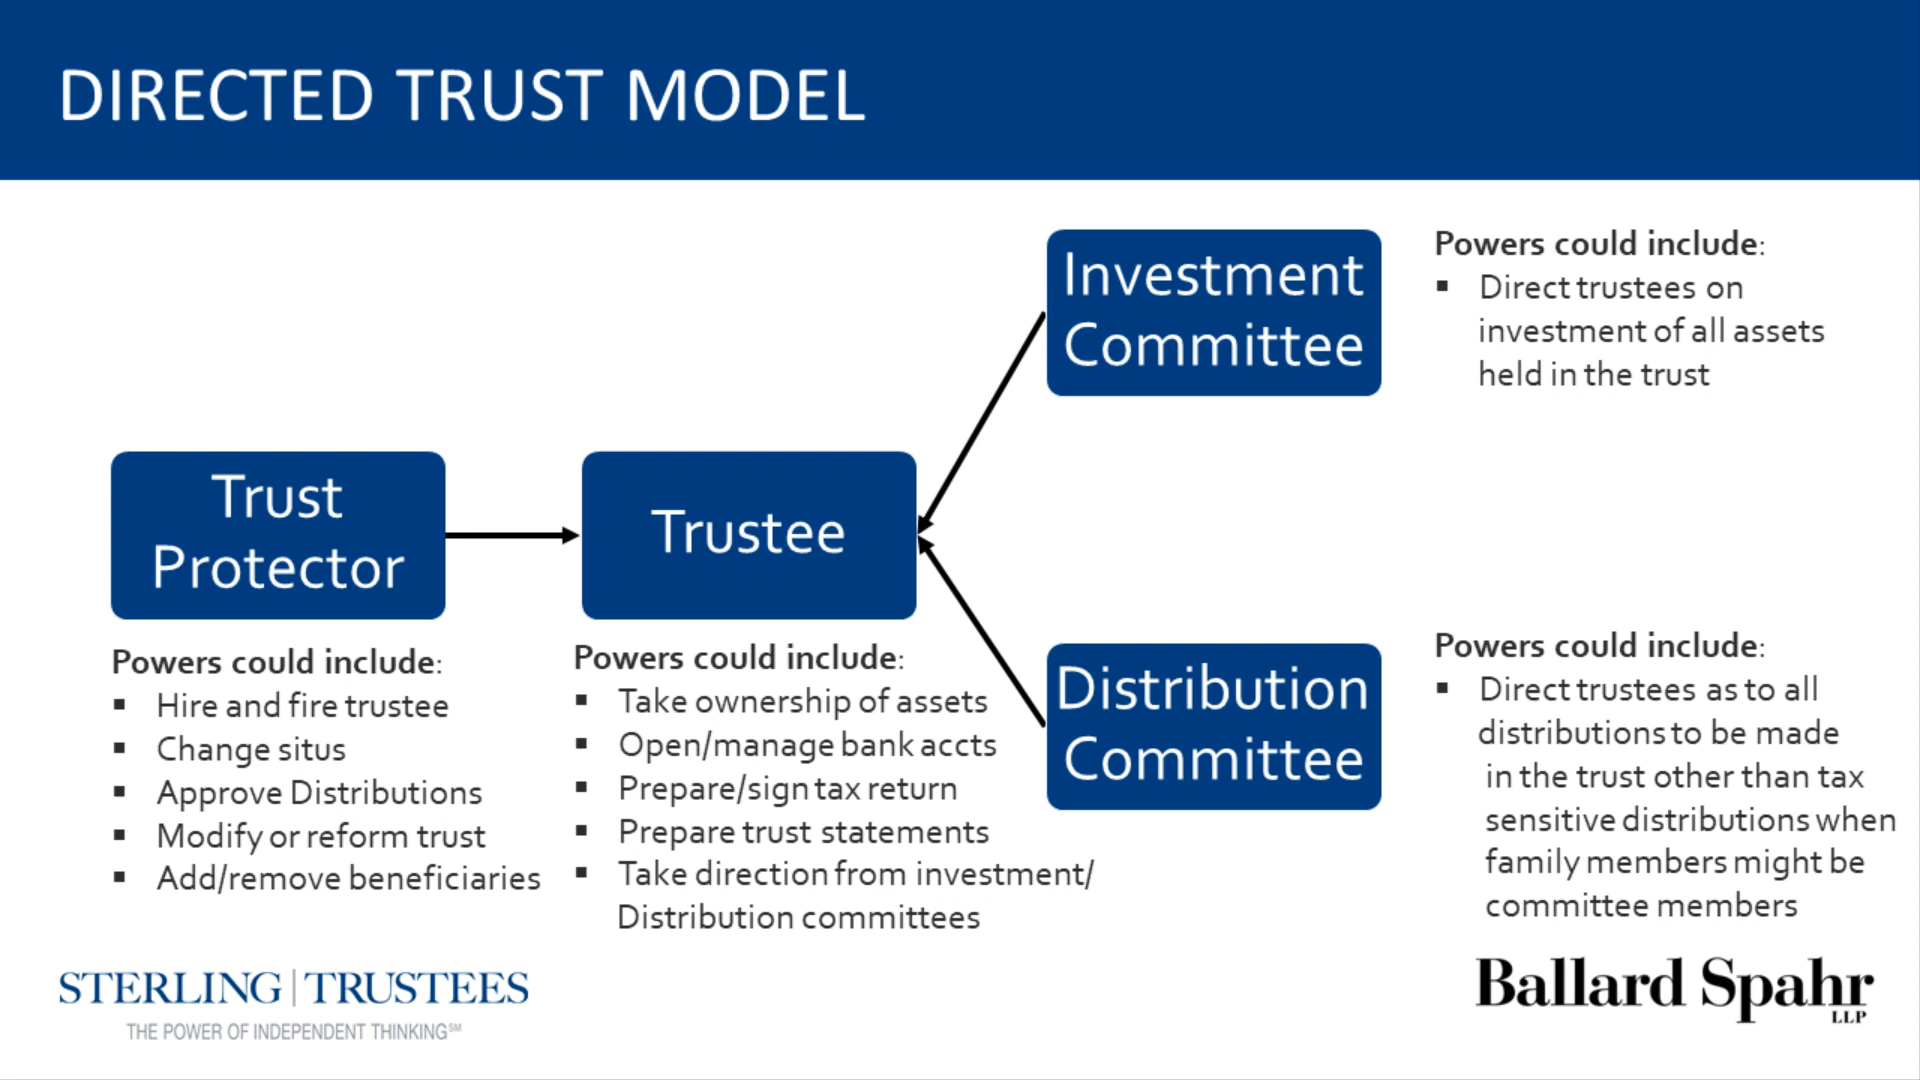 DIRECTED TRUST MODEL
Investment
Committee
Powers could include:
▪ Direct trustees on
investment of all assets
held in the trust
Trust
Protector
Trustee
Powers could include:
▪ Hire and fire trustee
▪ Change situs
▪ Approve Distributions
▪ Modify or reform trust
▪ Add/remove beneficiaries
Powers could include:
▪ Take ownership of assets
▪ Open/manage bank accts
▪ Prepare/sign tax return
▪ Prepare trust statements
▪ Take direction from investment/
Distribution committees
Distribution
Committee
Powers could include:
▪ Direct trustees as to all
distributions to be made
in the trust other than tax
sensitive distributions when
family members might be
committee members
STERLING|TRUSTEES
THE POWER OF INDEPENDENT THINKING℠
Ballard Spahr
LLP